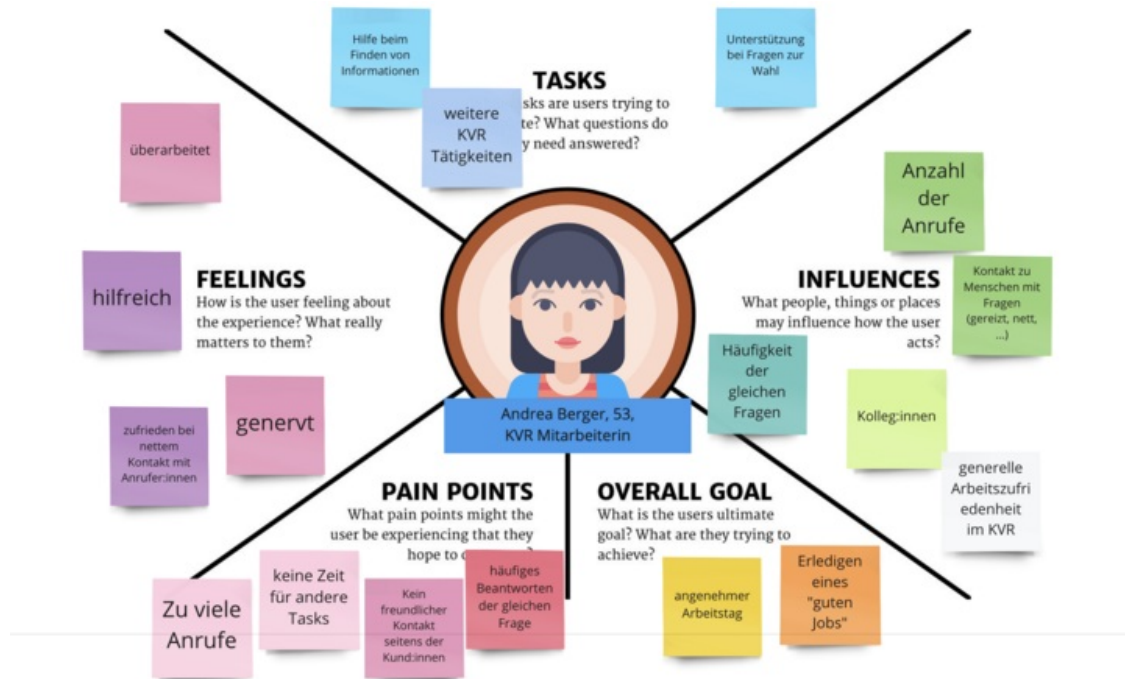 Hilfe beim
Finden von
Informationen
Unterstützung
bei Fragen zur
Wahl
TASKS
sks are users trying to
te? What questions do
y need answered?
weitere
KVR
Tätigkeiten
überarbeitet
hilfreich
FEELINGS
How is the user feeling about
the experience? What really
matters to them?
genervt
zufrieden bei
nettem
Kontakt mit
Anrufer:innen
Anzahl
der
Anrufe
INFLUENCES
What people, things or places
may influence how the user
acts?
Kontakt zu
Menschen mit
Fragen
(gereizt, nett,
...)
Häufigkeit
der
gleichen
Fragen
Kolleg:innen
generelle
Arbeitszufri
edenheit
im KVR
Andrea Berger, 53,
KVR Mitarbeiterin
PAIN POINTS
What pain points might the
user be experiencing that they
hope to
Zu viele
Anrufe
keine Zeit
für andere
Tasks
Kein
freundlicher
Kontakt
seitens der
Kund:innen
häufiges
Beantworten
der gleichen
Frage
OVERALL GOAL
What is the users ultimate
goal? What are they trying to
achieve?
angenehmer
Arbeitstag
Erledigen
eines
"guten
Jobs"